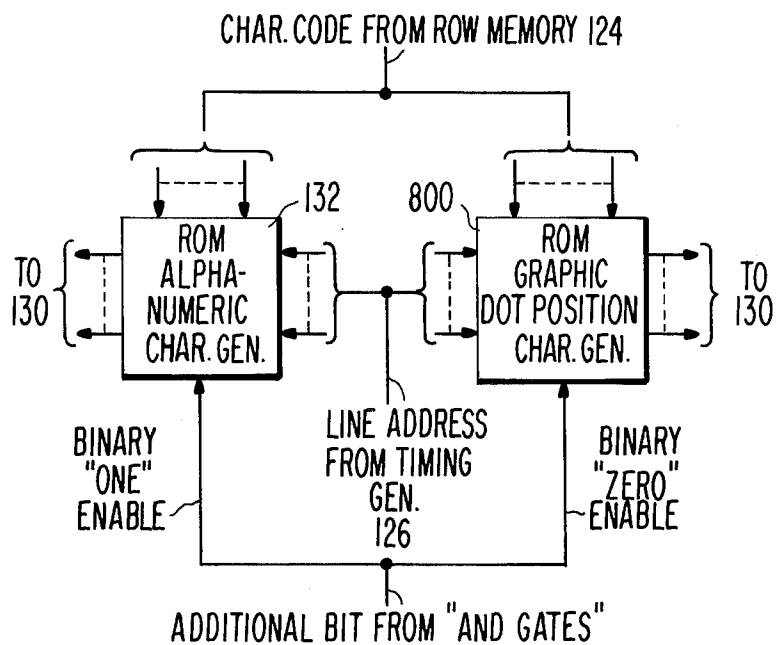 CHAR. CODE FROM ROW MEMORY 124
132
800
ROM
ALPHA-
NUMERIC
CHAR. GEN.
ROM
GRAPHIC
DOT POSITION
CHAR. GEN.
TO
130
TO
130
BINARY
"ONE"
ENABLE
LINE ADDRESS
FROM TIMING
GEN.
126
BINARY
"ZERO"
ENABLE
ADDITIONAL BIT FROM "AND GATES"